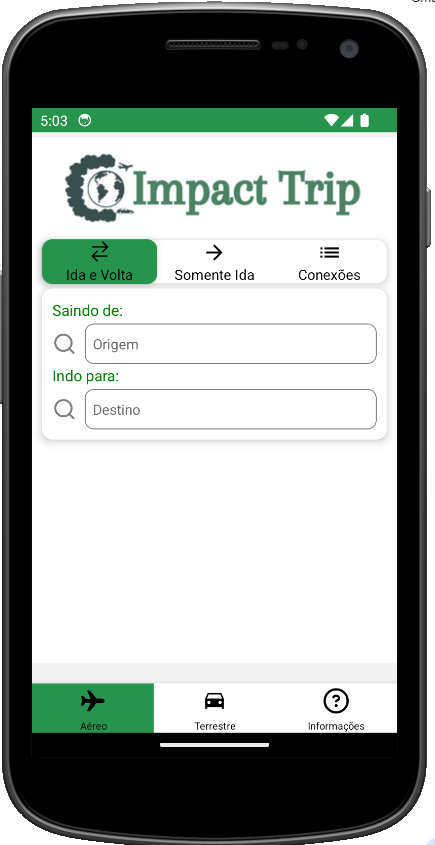 5:03
Impact Trip
Ida e Volta
Somente Ida
Conexões
Saindo de:
Origem
Indo para:
Destino
Aéreo
Terrestre
Informações